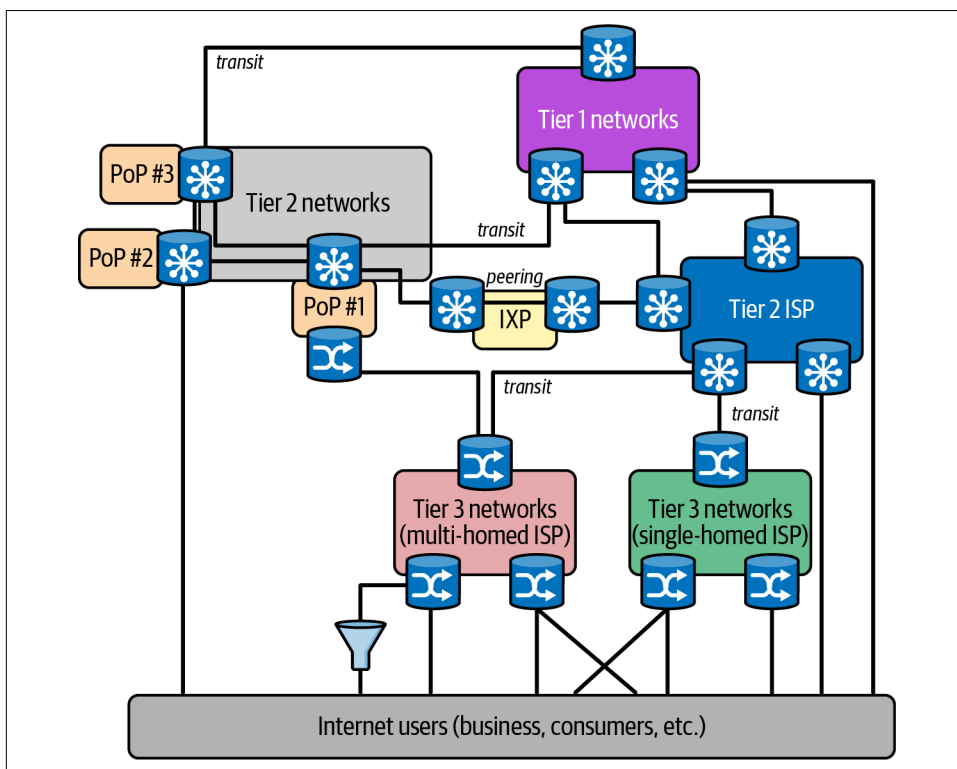 transit
Tier 1 networks
PoP #3
Tier 2 networks
PoP #2
transit
peering
PoP #1
IXP
Tier 2 ISP
transit
transit
Tier 3 networks
(multi-homed ISP)
Tier 3 networks
(single-homed ISP)
Internet users (business, consumers, etc.)